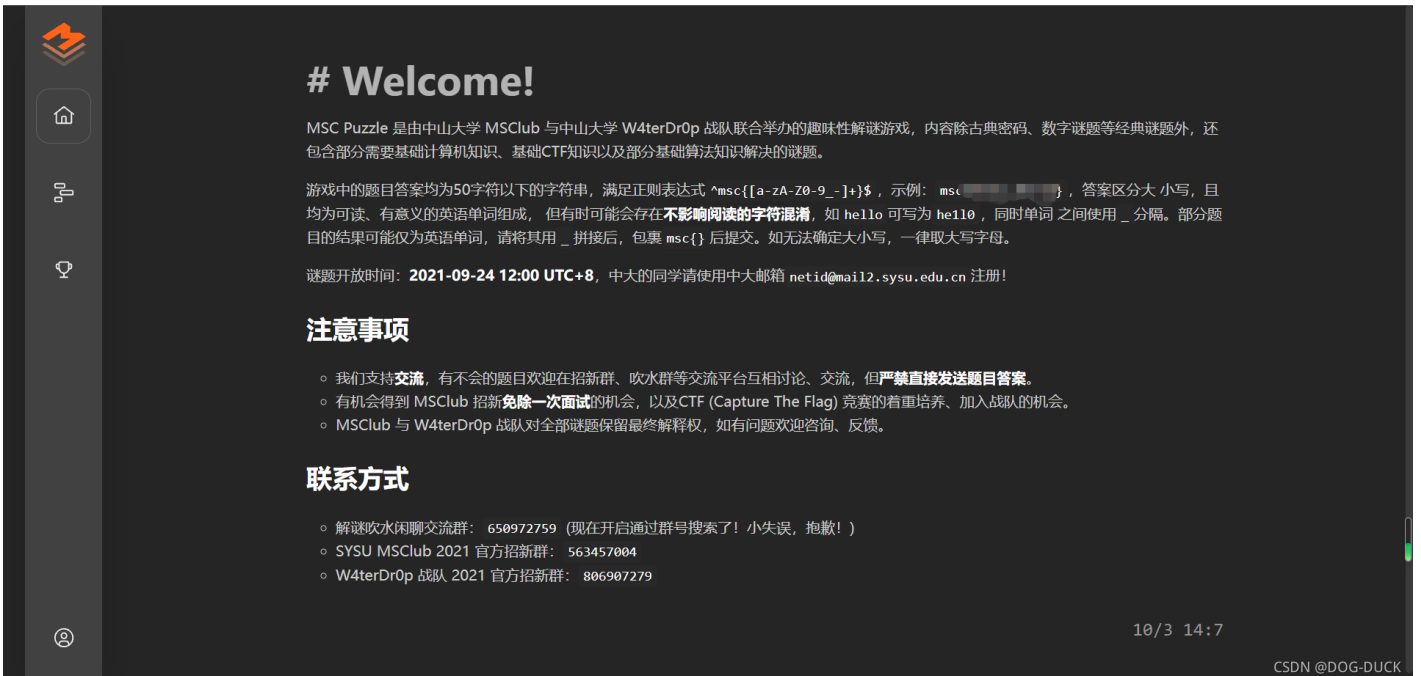 # Welcome!
MSC Puzzle 是由中山大学 MSClub 与中山大学 W4terDr0p 战队联合举办的趣味性解谜游戏，内容除古典密码、数字谜题等经典谜题外，还
包含部分需要基础计算机知识、基础CTF知识以及部分基础算法知识解决的谜题。
游戏中的题目答案均为50字符以下的字符串，满足正则表达式 ^msc{[a-zA-Z0-9_-]+}$ ，示例： msc } ，答案区分大 小写，且
均为可读、有意义的英语单词组成， 但有时可能会存在不影响阅读的字符混淆，如 hello 可写为 he1l0 ，同时单词 之间使用 _ 分隔。部分题
目的结果可能仅为英语单词，请将其用 _ 拼接后，包裹 msc{} 后提交。如无法确定大小写，一律取大写字母。
谜题开放时间：2021-09-24 12:00 UTC+8，中大的同学请使用中大邮箱 netid@mail2.sysu.edu.cn 注册！
注意事项
我们支持交流，有不会的题目欢迎在招新群、吹水群等交流平台互相讨论、交流，但严禁直接发送题目答案。
有机会得到 MSClub 招新免除一次面试的机会，以及CTF (Capture The Flag) 竞赛的着重培养、加入战队的机会。
MSClub 与 W4terDr0p 战队对全部谜题保留最终解释权，如有问题欢迎咨询、反馈。
联系方式
解谜吹水闲聊交流群： 650972759 (现在开启通过群号搜索了！小失误，抱歉！)
SYSU MSClub 2021 官方招新群： 563457004
W4terDr0p 战队 2021 官方招新群： 806907279
10/3 14:7
CSDN @DOG-DUCK